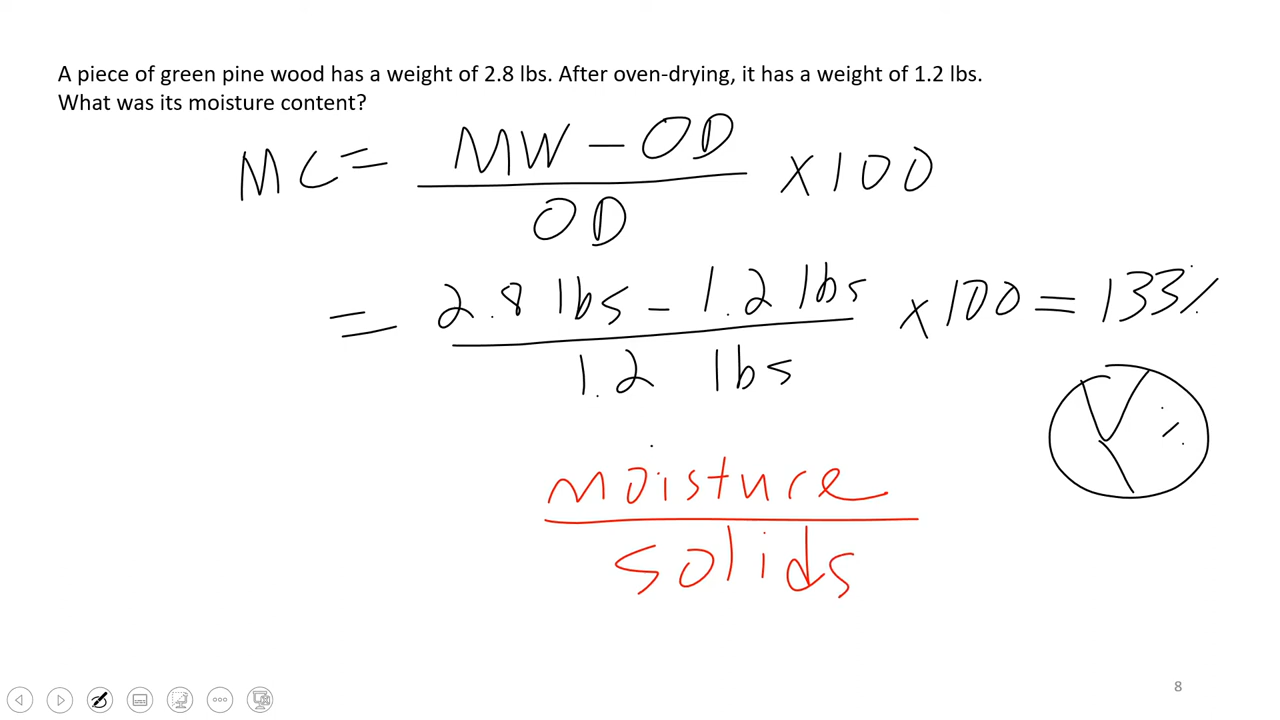 A piece of green pine wood has a weight of 2.8 lbs. After oven-drying, it has a weight of 1.2 lbs.
What was its moisture content?
MC = MW - OD / OD x 100
= 2.8 lbs - 1.2 lbs / 1.2 lbs x 100 = 133%
%
moisture
solids
8